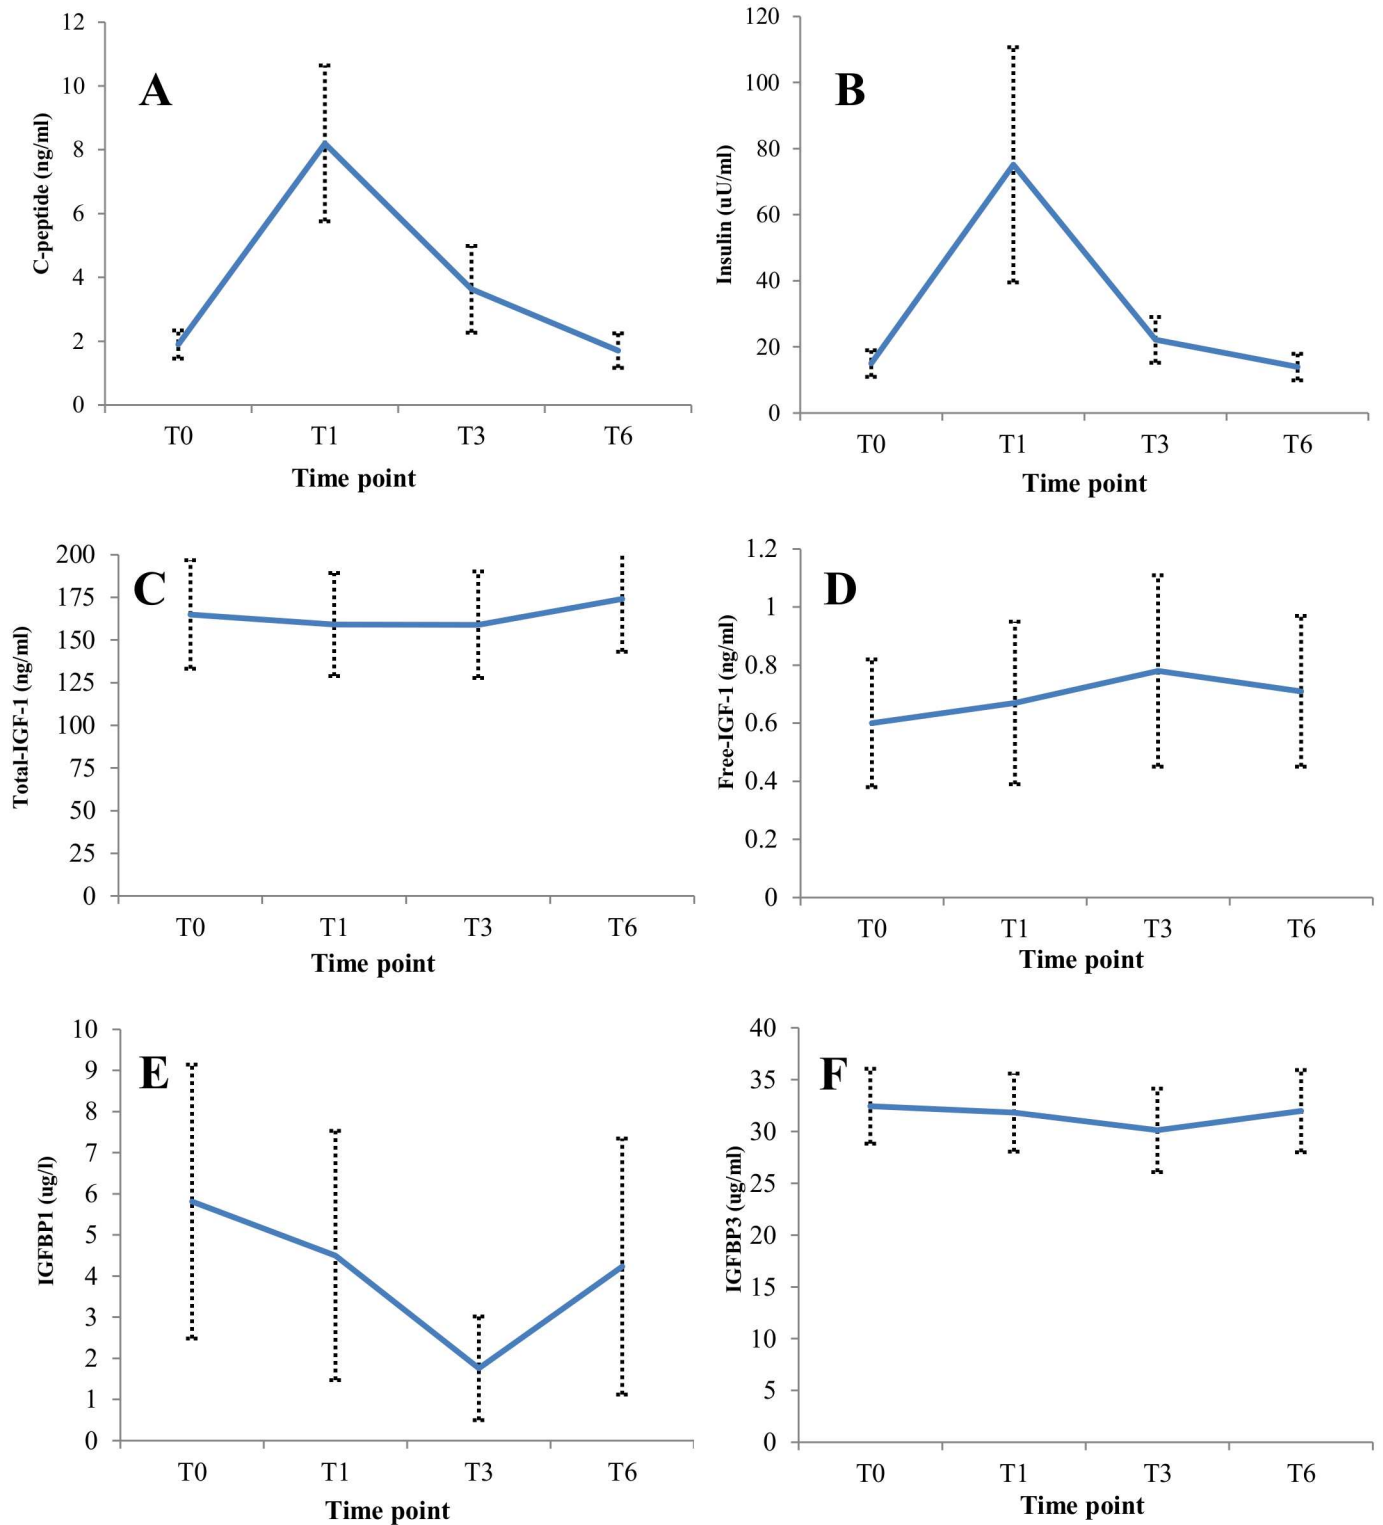 A
C-peptide (ng/ml)
12
10
8
6
4
2
0
T0 T1 T3 T6
Time point
B
Insulin (uU/ml)
120
100
80
60
40
20
0
T0 T1 T3 T6
Time point
C
Total-IGF-1 (ng/ml)
200
175
150
125
100
75
50
25
0
T0 T1 T3 T6
Time point
D
Free-IGF-1 (ng/ml)
1.2
1
0.8
0.6
0.4
0.2
0
T0 T1 T3 T6
Time point
E
IGFBP1 (ug/l)
10
9
8
7
6
5
4
3
2
1
0
T0 T1 T3 T6
Time point
F
IGFBP3 (ug/ml)
40
35
30
25
20
15
10
5
0
T0 T1 T3 T6
Time point